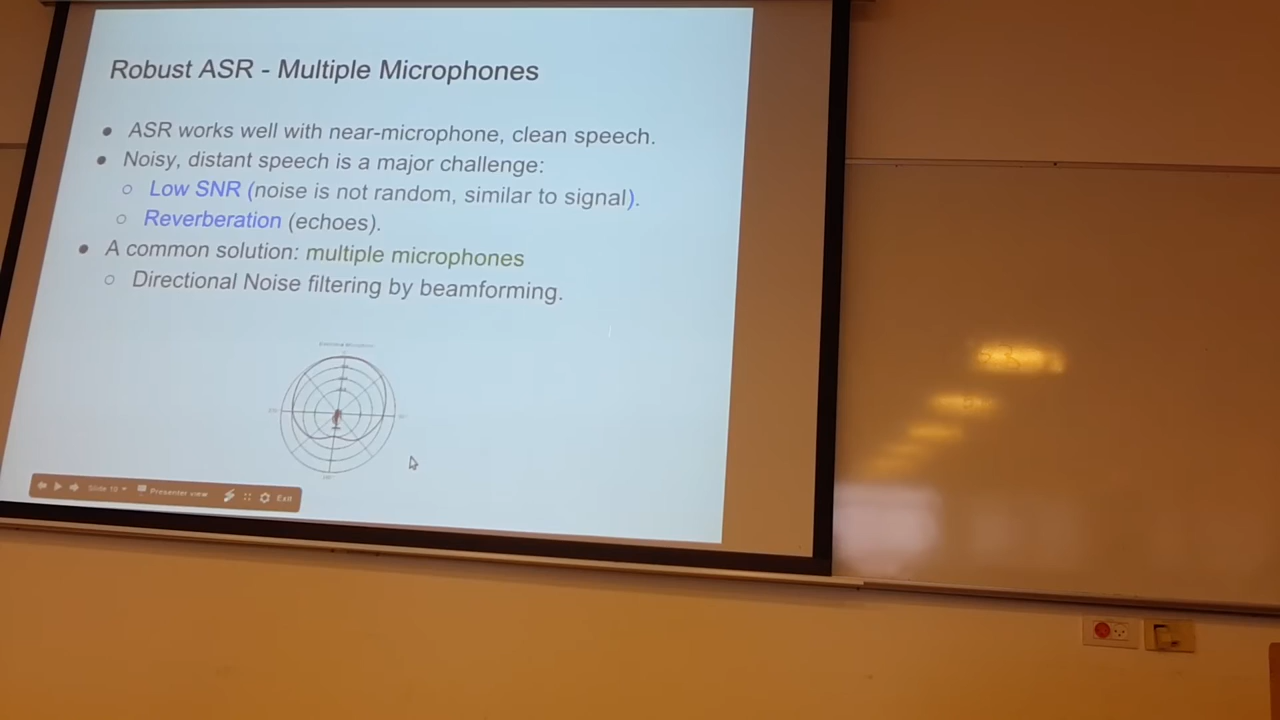 Robust ASR - Multiple Microphones
● ASR works well with near-microphone, clean speech.
● Noisy, distant speech is a major challenge:
○ Low SNR (noise is not random, similar to signal).
○ Reverberation (echoes).
● A common solution: multiple microphones
○ Directional Noise filtering by beamforming.
Slide 10 Presenter view Exit